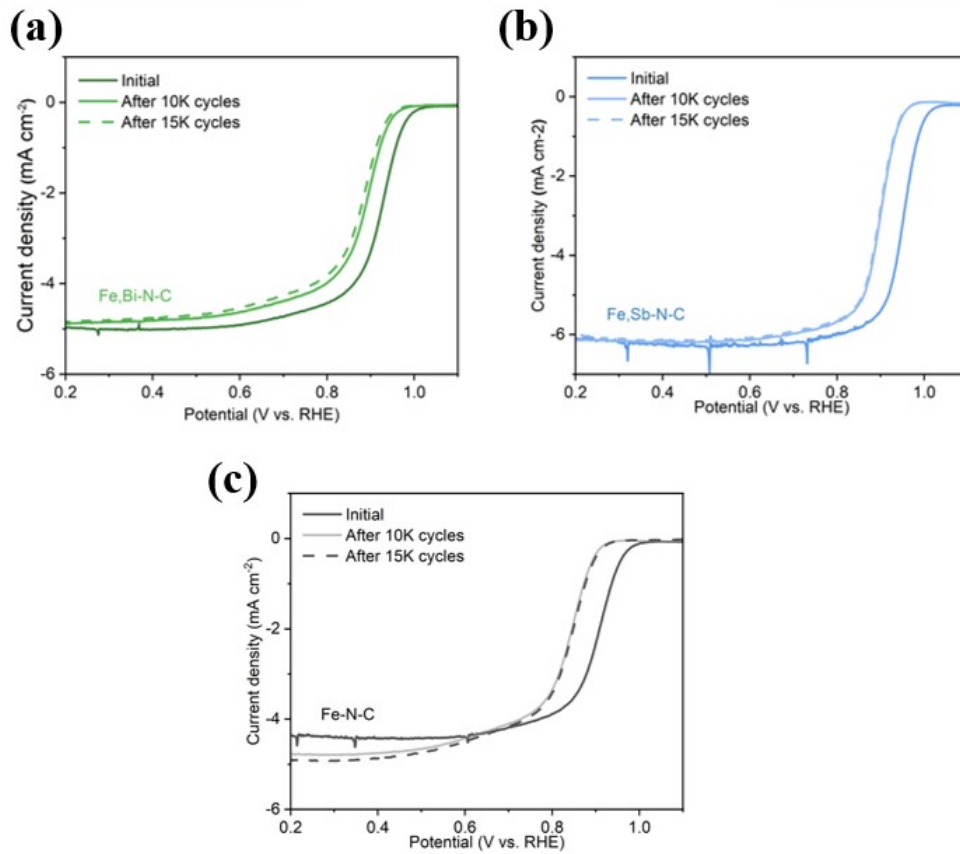 (a)
Initial
After 10K cycles
After 15K cycles
Fe,Bi-N-C
Current density (mA cm⁻²)
0
-2
-4
-6
0.2 0.4 0.6 0.8 1.0
Potential (V vs. RHE)
(b)
Initial
After 10K cycles
After 15K cycles
Fe,Sb-N-C
Current density (mA cm-2)
0
-2
-4
-6
0.2 0.4 0.6 0.8 1.0
Potential (V vs. RHE)
(c)
Initial
After 10K cycles
After 15K cycles
Fe-N-C
Current density (mA cm⁻²)
0
-2
-4
-6
0.2 0.4 0.6 0.8 1.0
Potential (V vs. RHE)